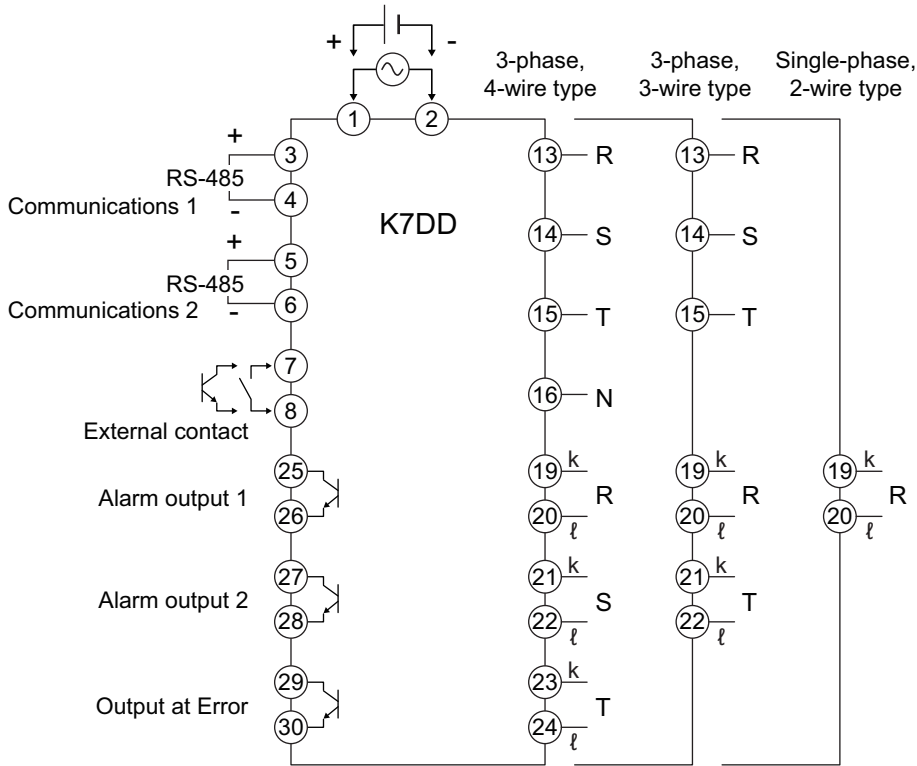 + -
3-phase,
4-wire type
3-phase,
3-wire type
Single-phase,
2-wire type
1 2
K7DD
+
3
RS-485
4
Communications 1
-
+
5
RS-485
6
Communications 2
-
7
8
External contact
25
Alarm output 1
26
27
Alarm output 2
28
29
Output at Error
30
13 R
14 S
15 T
16 N
19 k
R
20 ℓ
21 k
S
22 ℓ
23 k
T
24 ℓ
13 R
14 S
15 T
19 k
R
20 ℓ
21 k
T
22 ℓ
19 k
R
20 ℓ